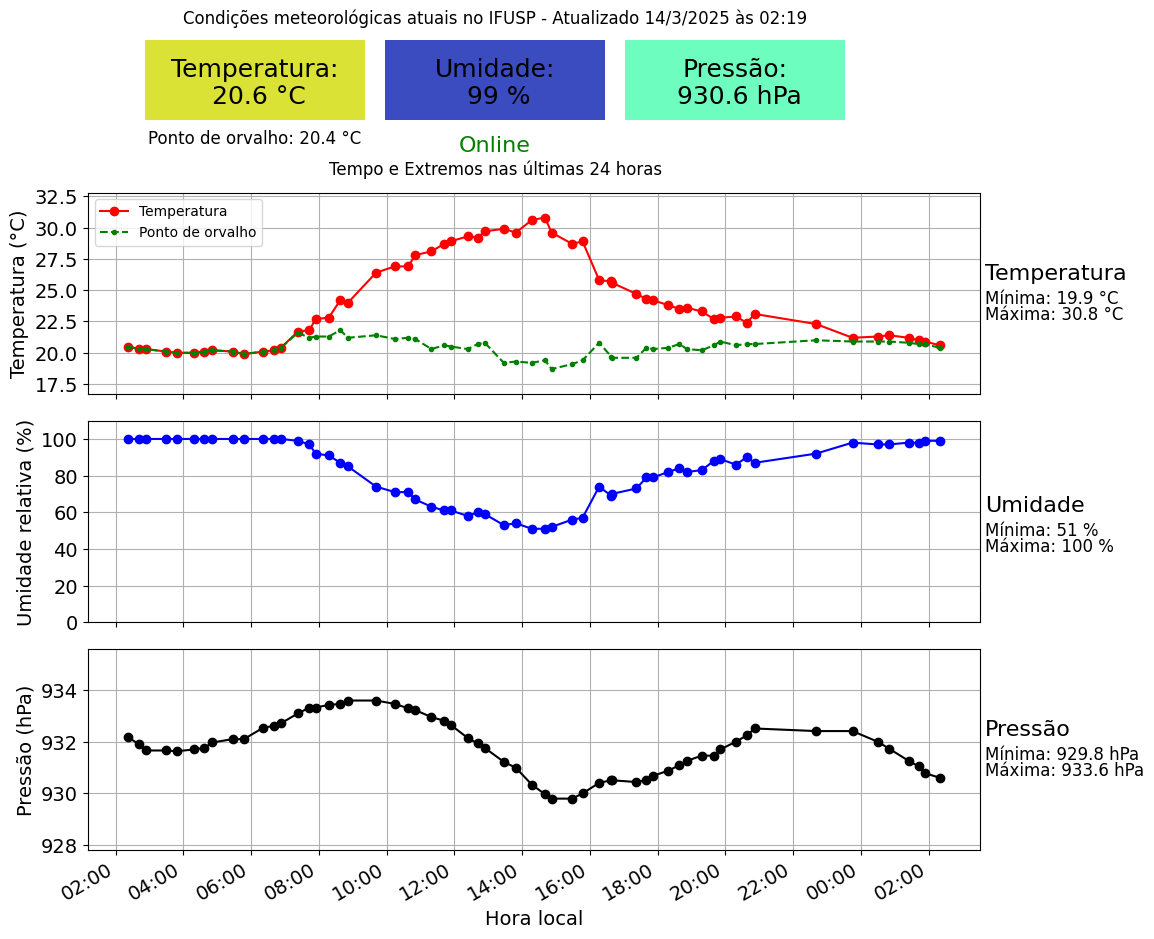 Condições meteorológicas atuais no IFUSP - Atualizado 14/3/2025 às 02:19
Temperatura:
20.6 °C
Umidade:
99 %
Pressão:
930.6 hPa
Ponto de orvalho: 20.4 °C
Online
Tempo e Extremos nas últimas 24 horas
Temperatura (°C)
32.5
30.0
27.5
25.0
22.5
20.0
17.5
Temperatura
Ponto de orvalho
Temperatura
Mínima: 19.9 °C
Máxima: 30.8 °C
Umidade relativa (%)
100
80
60
40
20
0
Umidade
Mínima: 51 %
Máxima: 100 %
Pressão (hPa)
934
932
930
928
Pressão
Mínima: 929.8 hPa
Máxima: 933.6 hPa
02:00 04:00 06:00 08:00 10:00 12:00 14:00 16:00 18:00 20:00 22:00 00:00 02:00
Hora local